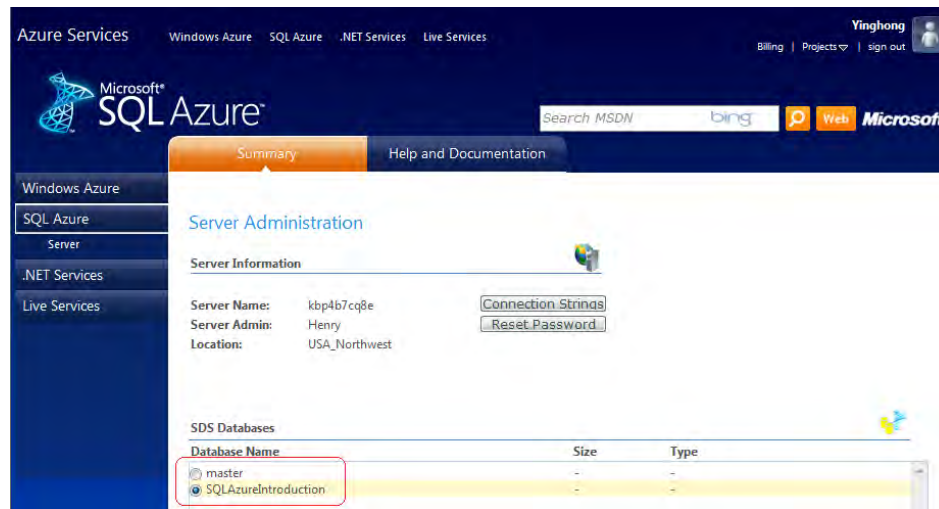 Azure Services
Windows Azure SQL Azure .NET Services Live Services
Yinghong
Billing | Projects | sign out
Microsoft®
SQL Azure™
Search MSDN
bing
Web
Microsoft
Summary
Help and Documentation
Windows Azure
SQL Azure
Server
.NET Services
Live Services
Server Administration
Server Information
Server Name: kbp4b7cq8e
Connection Strings
Server Admin: Henry
Reset Password
Location: USA_Northwest
SDS Databases
Database Name Size Type
master - -
SQLAzureIntroduction - -